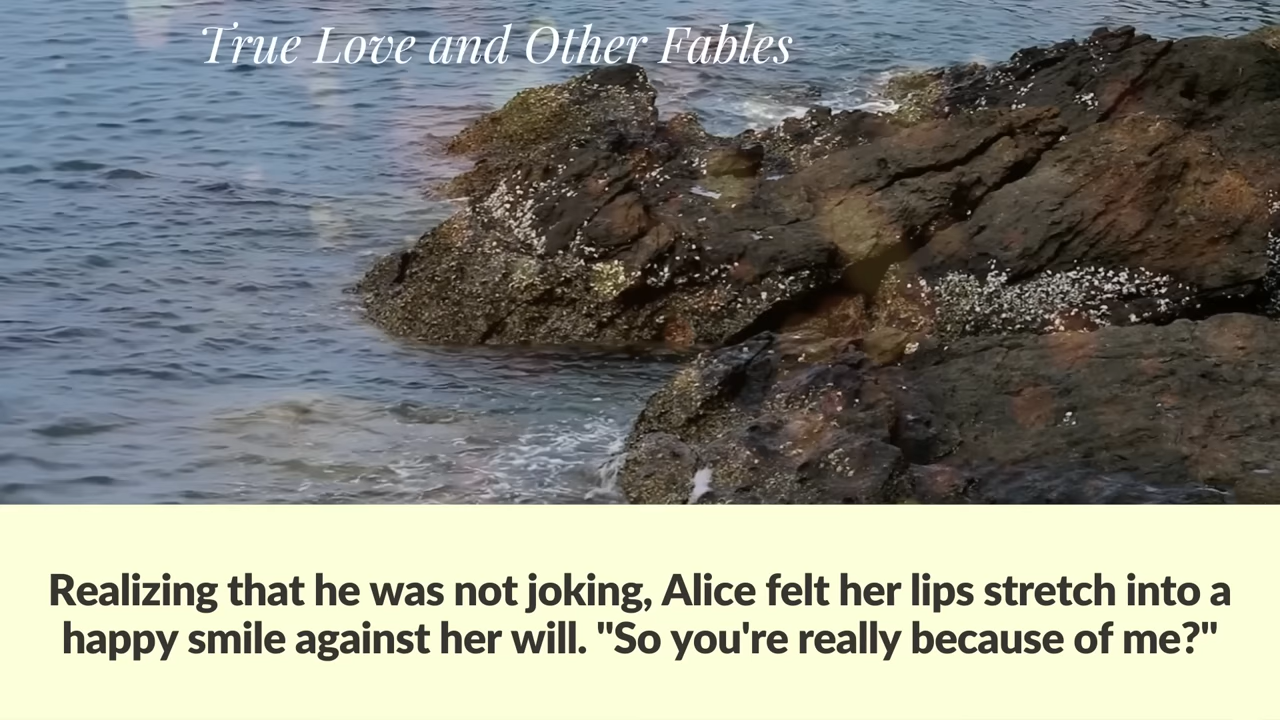 True Love and Other Fables
Realizing that he was not joking, Alice felt her lips stretch into a
happy smile against her will. "So you're really because of me?"